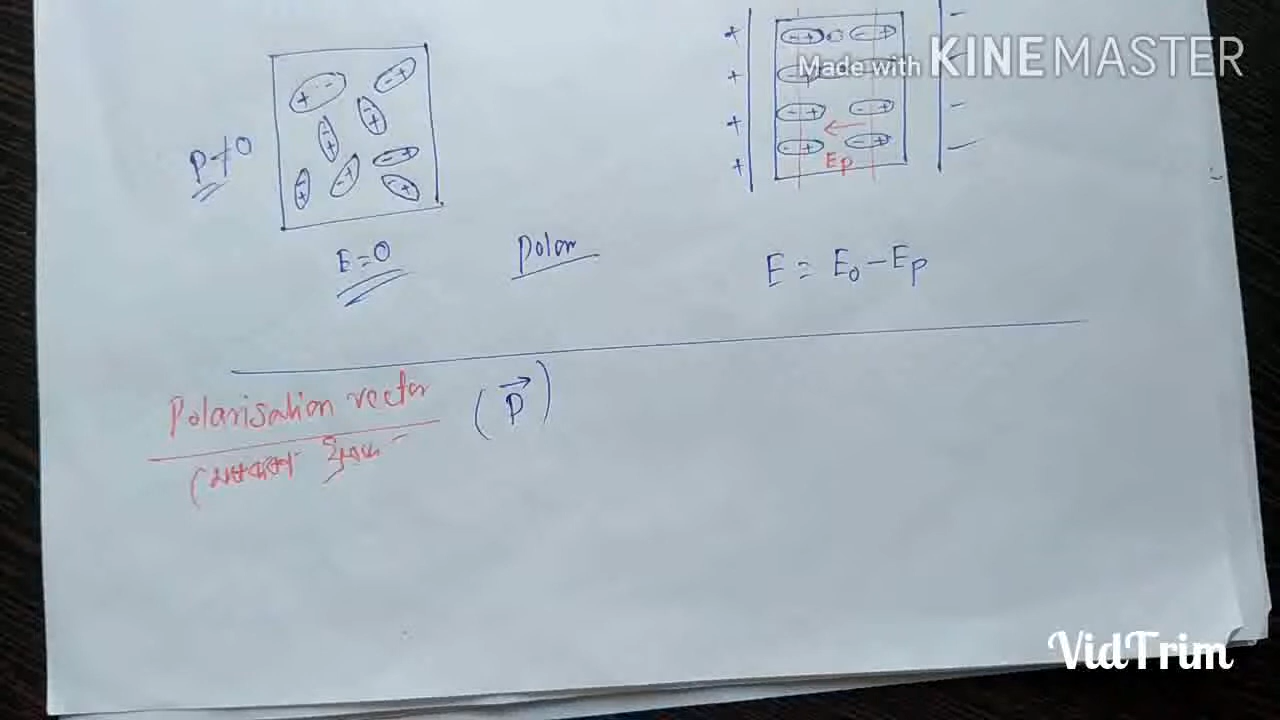 Made with KINEMASTER
P≠0
E=0
Polar
E = E₀ - Eₚ
Eₚ
Polarisation vector (P⃗)
VidTrim